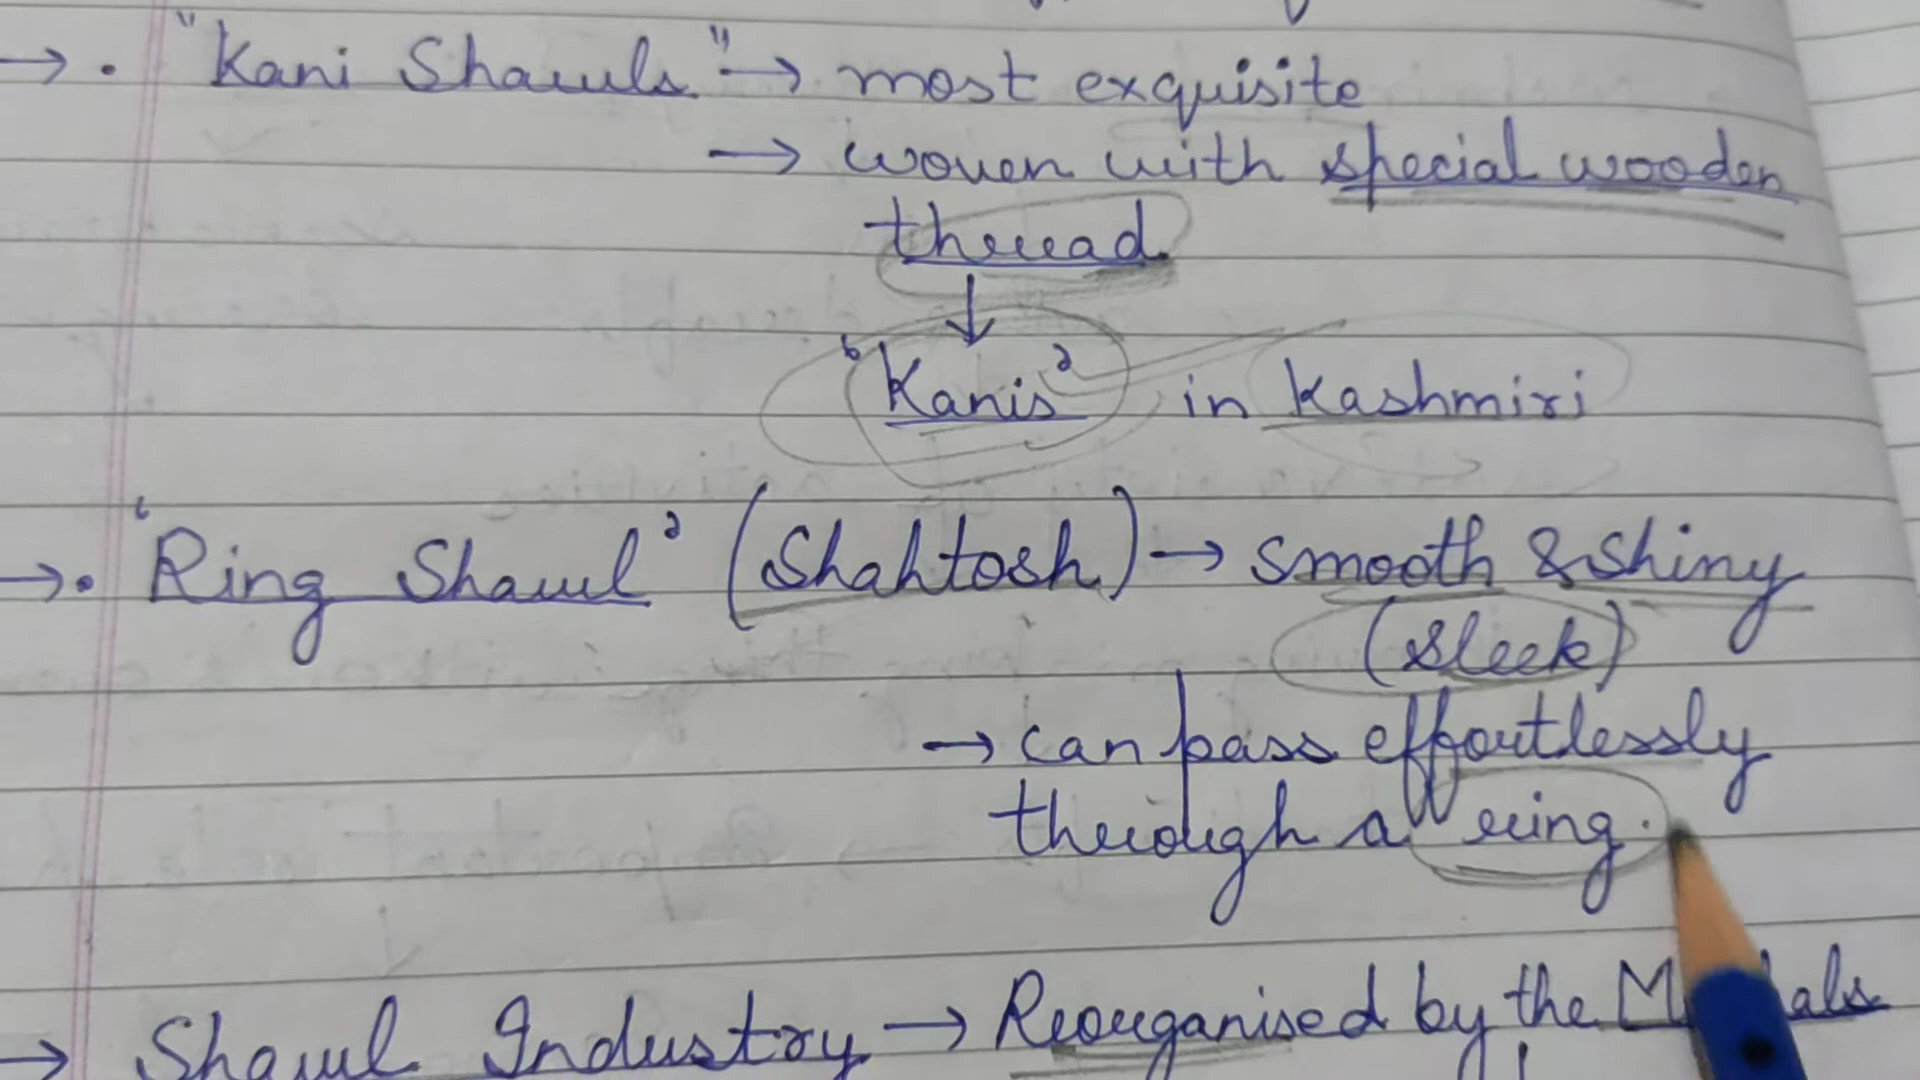 → • "Kani Shawls" → most exquisite
→ woven with special wooden
thread
↓
'Kanis' in Kashmiri
→ • 'Ring Shawl' (Shahtosh) → smooth & shiny
(sleek)
→ can pass effortlessly
through a ring.
→ Shawl Industry → Reorganised by the